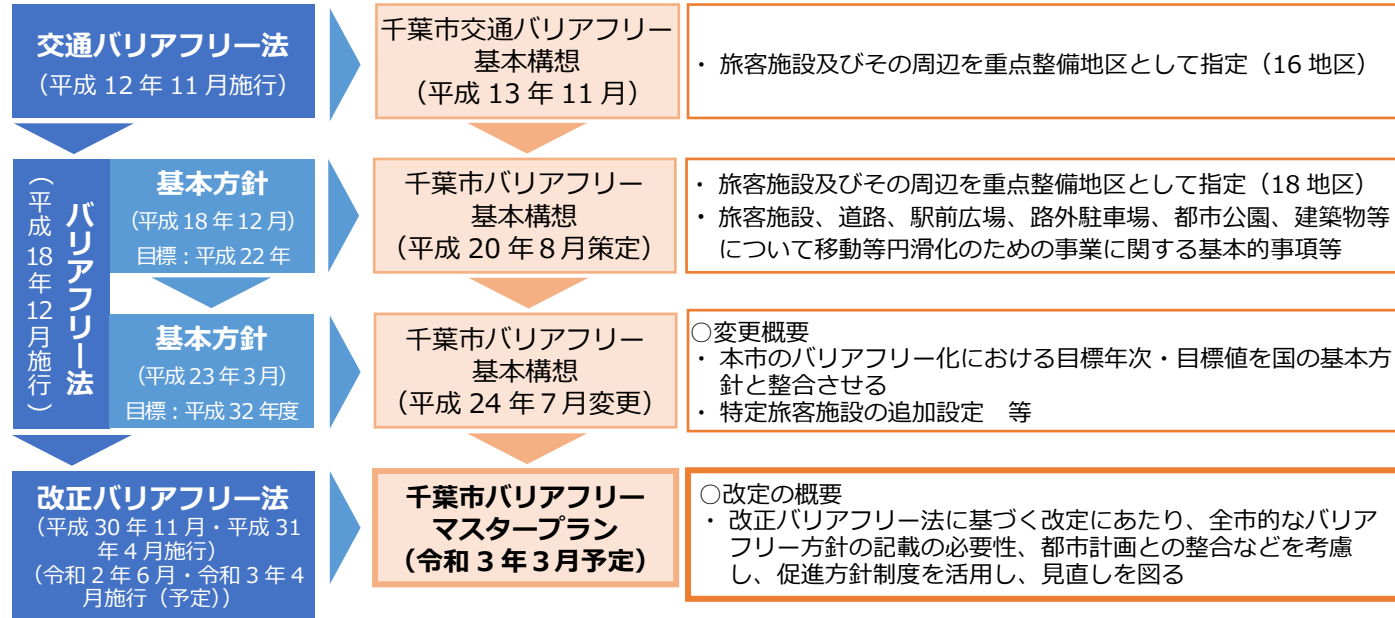 交通バリアフリー法
（平成 12 年 11 月施行）
千葉市交通バリアフリー
基本構想
（平成 13 年 11 月）
・ 旅客施設及びその周辺を重点整備地区として指定（16 地区）
バリアフリー法
（平成 18 年 12 月施行）
基本方針
（平成 18 年 12 月）
目標：平成 22 年
千葉市バリアフリー
基本構想
（平成 20 年８月策定）
・ 旅客施設及びその周辺を重点整備地区として指定（18 地区）
・ 旅客施設、道路、駅前広場、路外駐車場、都市公園、建築物等
について移動等円滑化のための事業に関する基本的事項等
基本方針
（平成 23 年３月）
目標：平成 32 年度
千葉市バリアフリー
基本構想
（平成 24 年７月変更）
○変更概要
・ 本市のバリアフリー化における目標年次・目標値を国の基本方
針と整合させる
・ 特定旅客施設の追加設定　等
改正バリアフリー法
（平成 30 年 11 月・平成 31
年４月施行）
（令和２年６月・令和３年４
月施行（予定））
千葉市バリアフリー
マスタープラン
（令和３年３月予定）
○改定の概要
・ 改正バリアフリー法に基づく改定にあたり、全市的なバリア
フリー方針の記載の必要性、都市計画との整合などを考慮
し、促進方針制度を活用し、見直しを図る